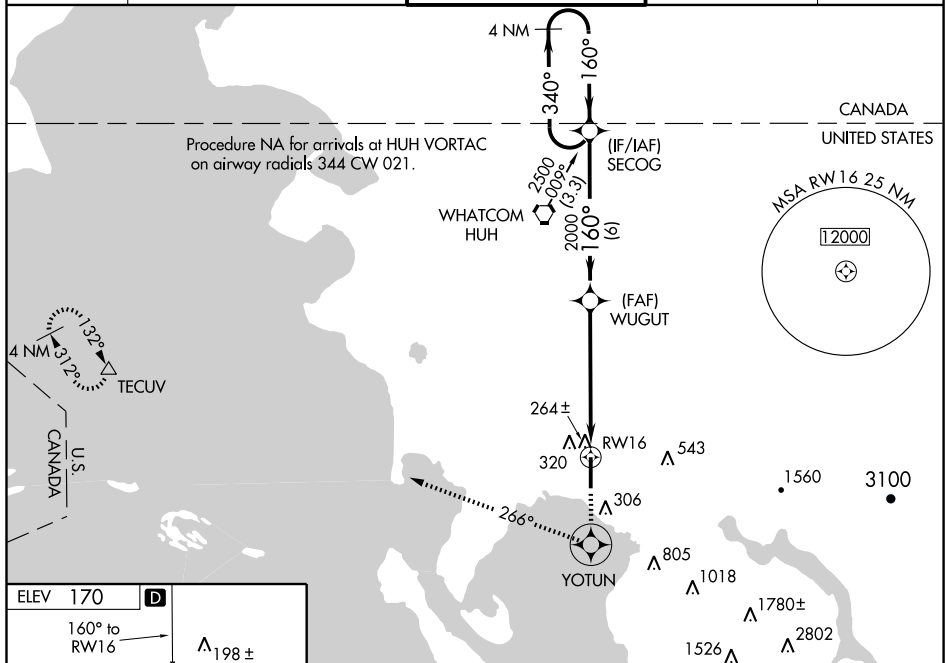 4 NM
340°
160°
CANADA
UNITED STATES
Procedure NA for arrivals at HUH VORTAC
on airway radials 344 CW 021.
(IF/IAF)
SECOG
2500
009°
(3.3)
WHATCOM
HUH
2000
160°
(6)
MSA RW16 25 NM
12000
(FAF)
WUGUT
132°
4 NM
312°
TECUV
U.S.
CANADA
264 ±
RW16
320
543
1560
3100
306
266°
YOTUN
805
1018
1780±
2802
1526
ELEV 170 D
160° to
RW16
198 ±